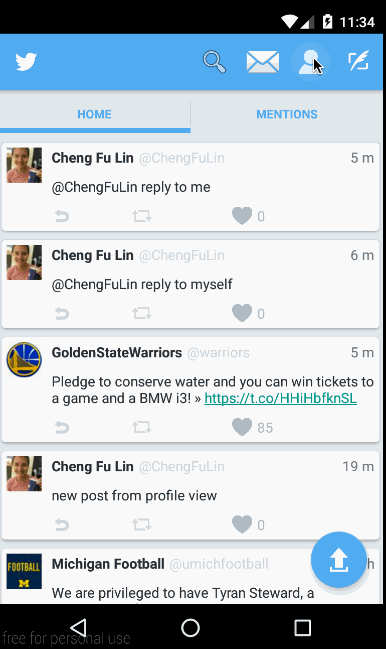 11:34
HOME MENTIONS
Cheng Fu Lin @ChengFuLin 5 m
@ChengFuLin reply to me
0
Cheng Fu Lin @ChengFuLin 6 m
@ChengFuLin reply to myself
0
GoldenStateWarriors @warriors 5 m
Pledge to conserve water and you can win tickets to
a game and a BMW i3! » https://t.co/HHiHbfknSL
85
Cheng Fu Lin @ChengFuLin 19 m
new post from profile view
0
FOOTBALL
M
Michigan Football @umichfootball h
We are privileged to have Tyran Steward, a
free for personal use